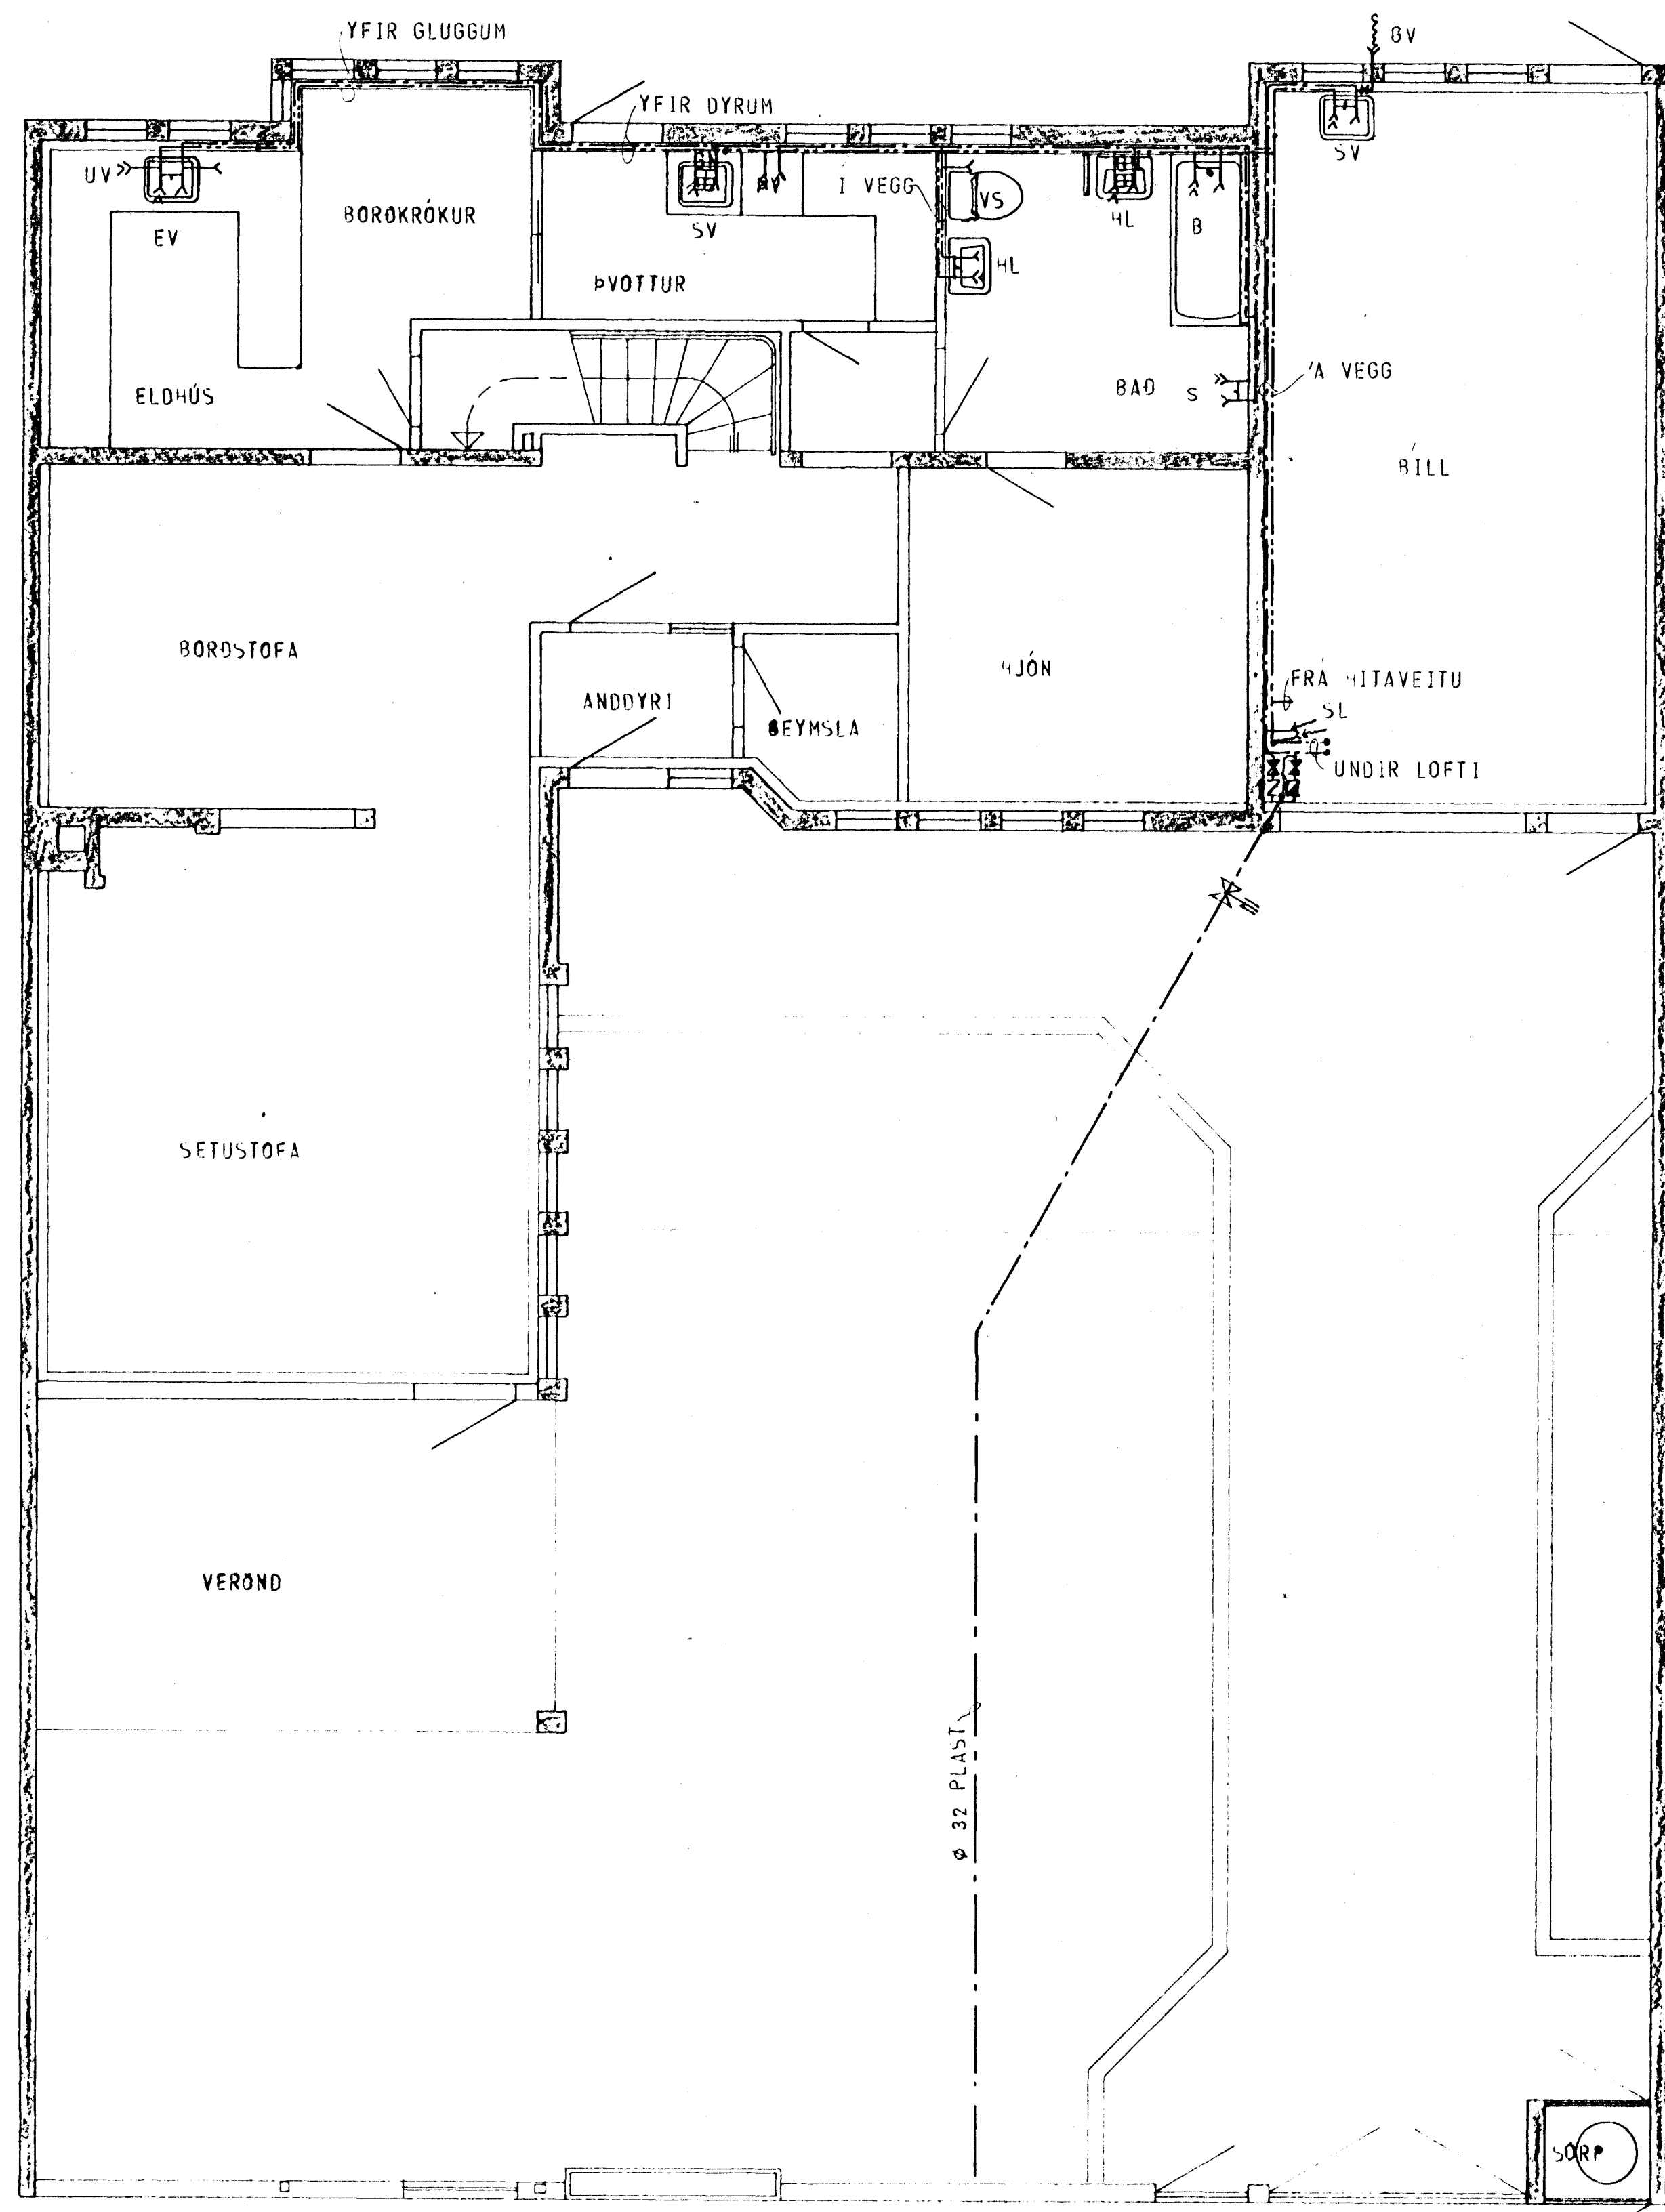 YFIR GLUGGUM
GV
YFIR DYRUM
SV
UV
I VEGG
VS
HL
BORÐKRÓKUR
B
EV
SV
HL
ÞVOTTUR
'A VEGG
ELDHÚS
BAÐ
S
BÍLL
BORÐSTOFA
HJÓN
FRÁ HITAVEITU
ANDDYRI
SL
GEYMSLA
UNDIR LOFTI
SETUSTOFA
VERÖND
Ø 32 PLAST
SORP